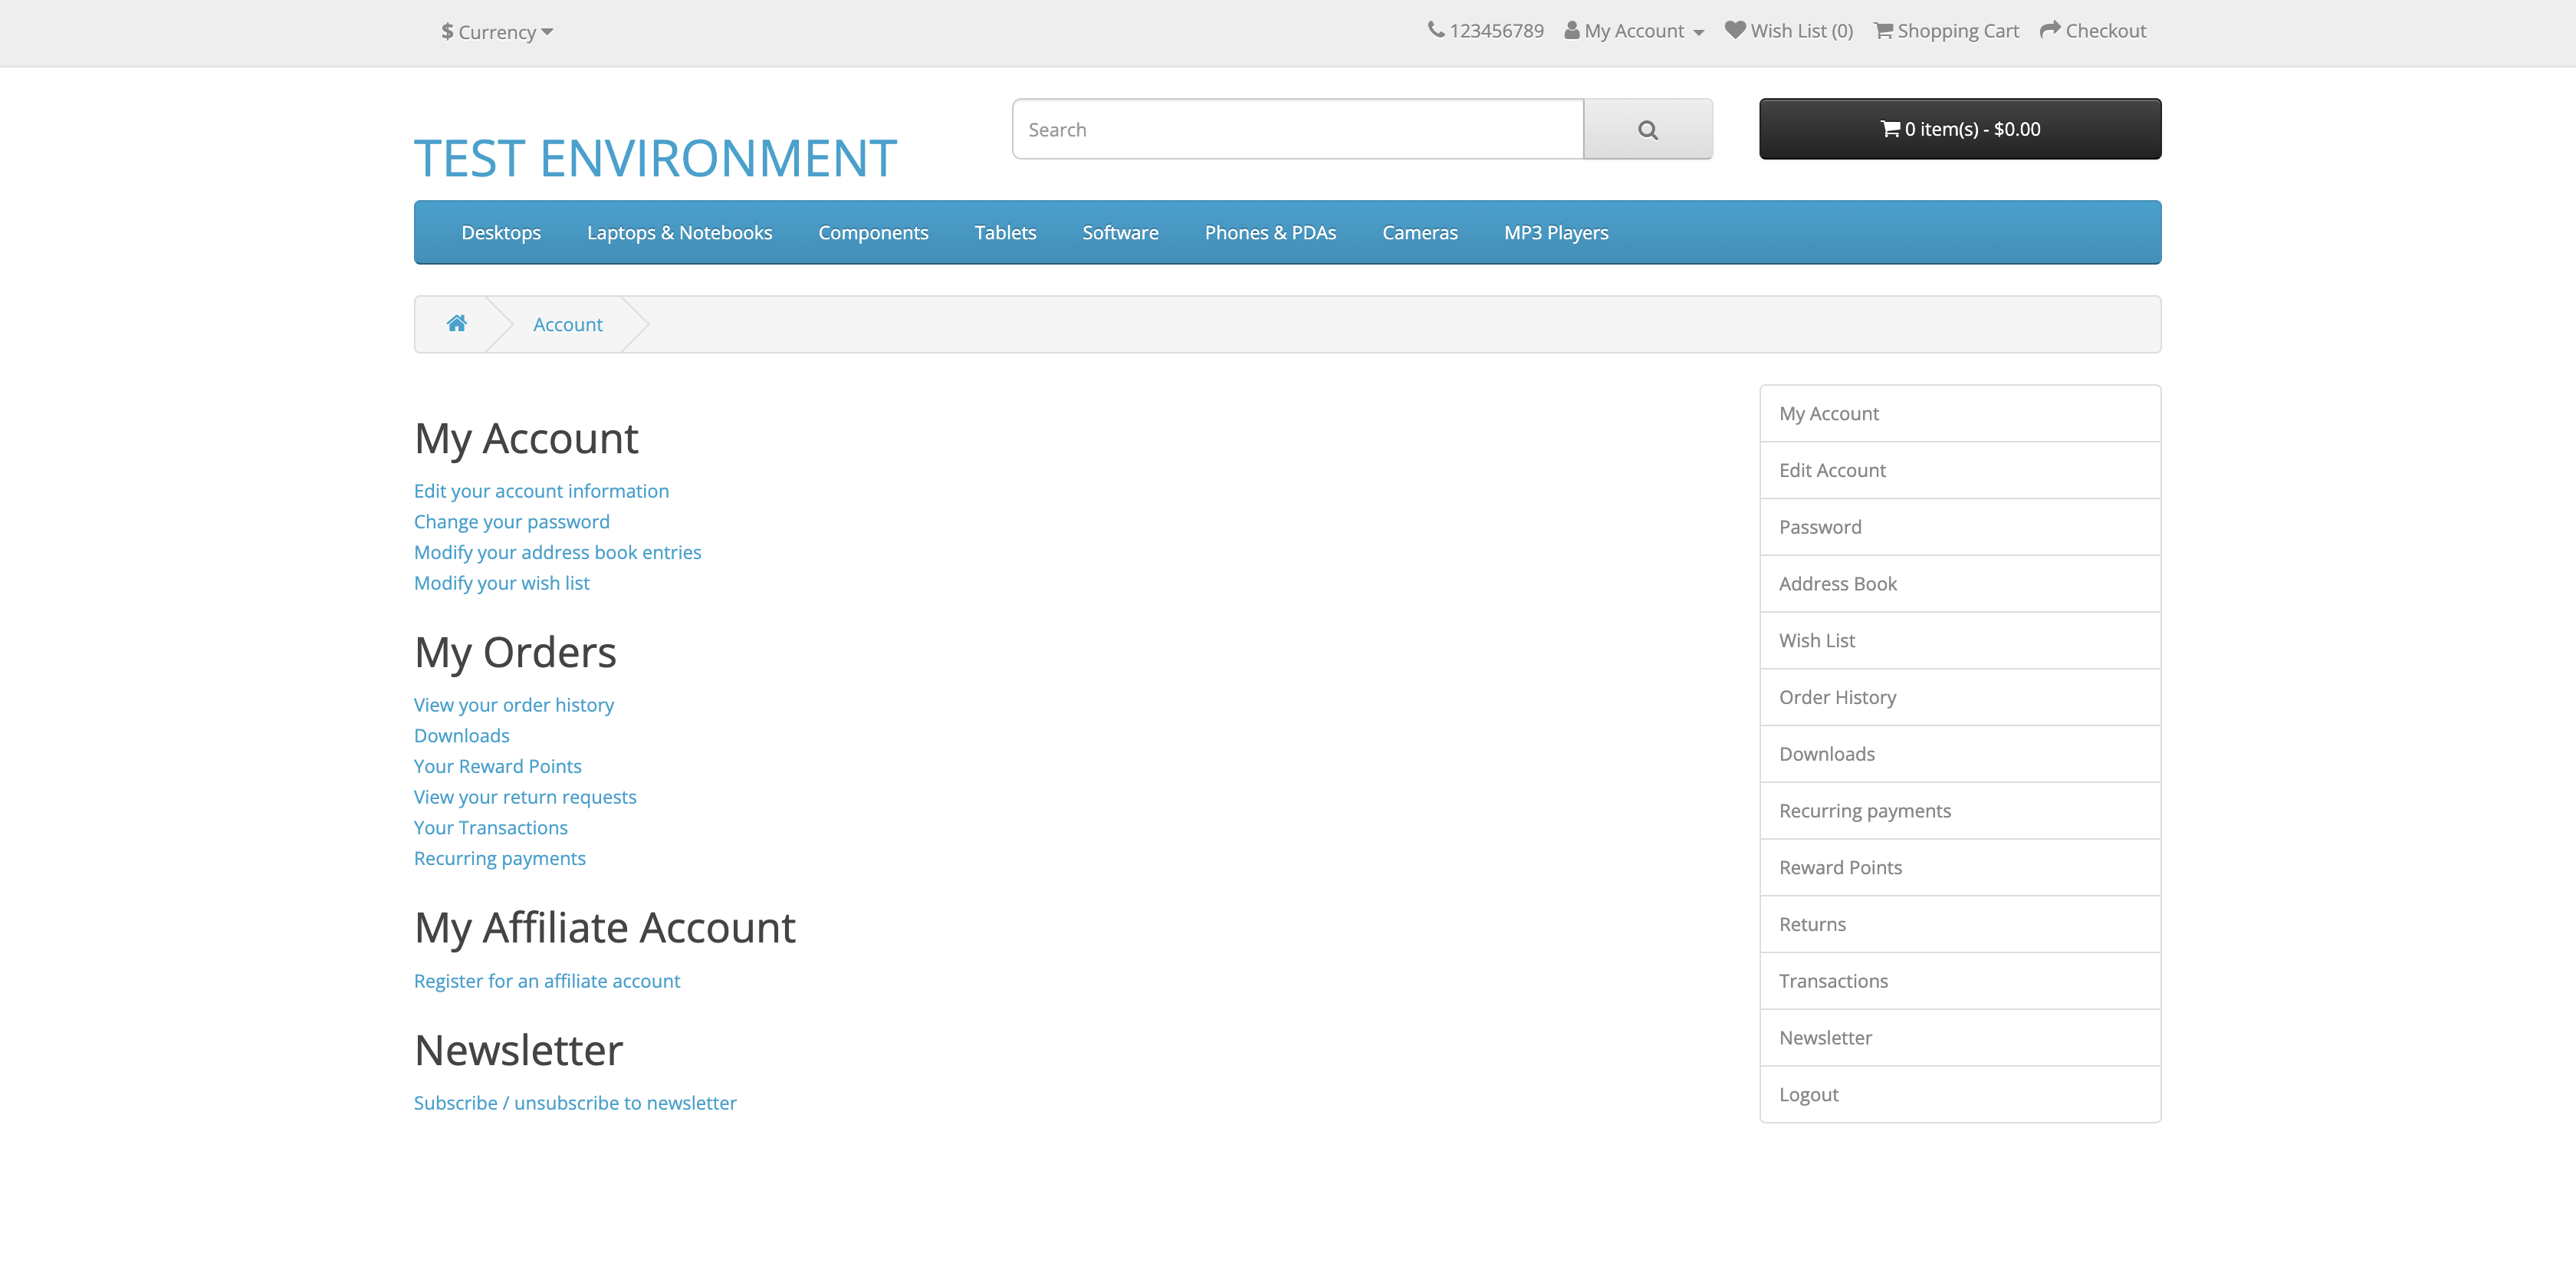 $ Currency
123456789 My Account Wish List (0) Shopping Cart Checkout
TEST ENVIRONMENT
Search
0 item(s) - $0.00
Desktops Laptops & Notebooks Components Tablets Software Phones & PDAs Cameras MP3 Players
Account
My Account
Edit your account information
Change your password
Modify your address book entries
Modify your wish list
My Orders
View your order history
Downloads
Your Reward Points
View your return requests
Your Transactions
Recurring payments
My Affiliate Account
Register for an affiliate account
Newsletter
Subscribe / unsubscribe to newsletter
My Account
Edit Account
Password
Address Book
Wish List
Order History
Downloads
Recurring payments
Reward Points
Returns
Transactions
Newsletter
Logout